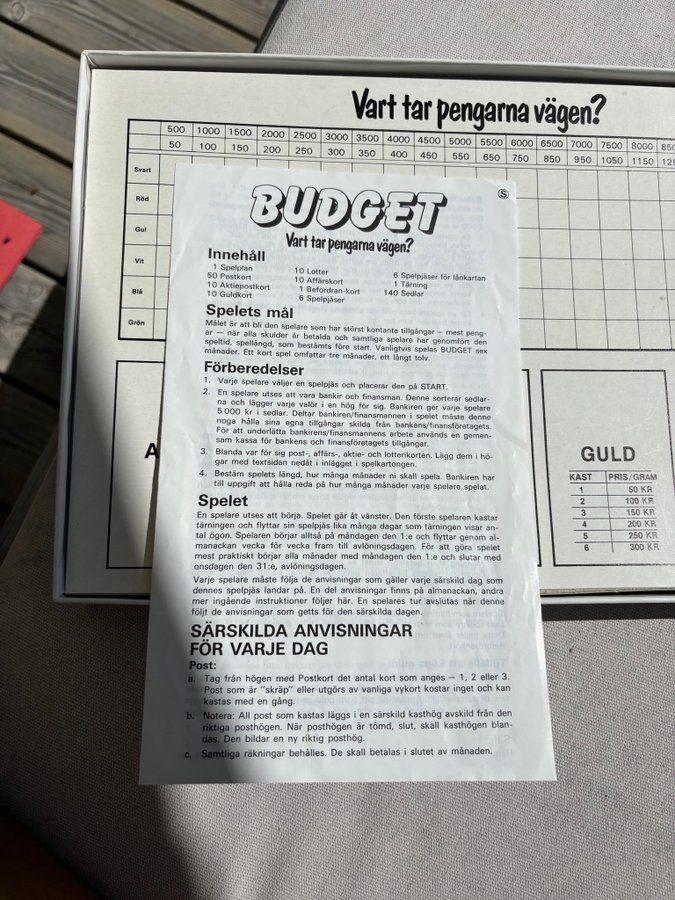 Vart tar pengarna vägen?
500 1000 1500 2000 2500 3000 3500 4000 4500 5000 5500 6000 6500 7000 7500 8000
50 100 150 200 250 300 350 400 450 550 650 750 850 950 1050 1150
Svart
Röd
Gul
Vit
Blå
Grön
BUDGET
S
Vart tar pengarna vägen?
Innehåll
1 Spelplan
50 Postkort
10 Aktiepostkort
10 Guldkort
10 Lotter
10 Affärskort
1 Befordran-kort
6 Spelpjäser
6 Spelpjäser för lånkartan
1 Tärning
140 Sedlar
Spelets mål
Målet är att bli den spelare som har störst kontanta tillgångar – mest peng-
ar – när alla skulder är betalda och samtliga spelare har genomfört den
speltid, spellängd, som bestämts före start. Vanligtvis spelas BUDGET sex
månader. Ett kort spel omfattar tre månader, ett långt tolv.
Förberedelser
1. Varje spelare väljer en spelpjäs och placerar den på START.
2. En spelare utses att vara bankir och finansman. Denne sorterar sedlar-
na och lägger varje valör i en hög för sig. Bankiren ger varje spelare
5 000 kr i sedlar. Deltar bankiren/finansmannen i spelet måste denne
noga hålla sina egna tillgångar skilda från bankens/finansföretagets.
För att underlätta bankirens/finansmannens arbete används en gemen-
sam kassa för bankens och finansföretagets tillgångar.
3. Blanda var för sig post-, affärs-, aktie- och lotterikorten. Lägg dem i hö-
gar med textsidan nedåt i inlägget i spelkartongen.
4. Bestäm spelets längd, hur många månader ni skall spela. Bankiren har
till uppgift att hålla reda på hur många månader varje spelare spelat.
Spelet
En spelare utses att börja. Spelet går åt vänster. Den förste spelaren kastar
tärningen och flyttar sin spelpjäs lika många dagar som tärningen visar an-
tal ögon. Spelaren börjar alltså på måndagen den 1:e och flyttar genom al-
manackan vecka för vecka fram till avlöningsdagen. För att göra spelet
mest praktiskt börjar alla månader med måndagen den 1:e och slutar med
onsdagen den 31:e, avlöningsdagen.
Varje spelare måste följa de anvisningar som gäller varje särskild dag som
dennes spelpjäs landar på. En del anvisningar finns på almanackan, andra
mer ingående instruktioner följer här. En spelares tur avslutas när denne
följt de anvisningar som getts för den särskilda dagen.
SÄRSKILDA ANVISNINGAR
FÖR VARJE DAG
Post:
a. Tag från högen med Postkort det antal kort som anges – 1, 2 eller 3.
Post som är "skräp" eller utgörs av vanliga vykort kostar inget och kan
kastas med en gång.
b. Notera: All post som kastas läggs i en särskild kasthög avskild från den
riktiga posthögen. När posthögen är tömd, slut, skall kasthögen blan-
das. Den bildar en ny riktig posthög.
c. Samtliga räkningar behålles. De skall betalas i slutet av månaden.
A
GULD
KAST PRIS/GRAM
1 50 KR
2 100 KR
3 150 KR
4 200 KR
5 250 KR
6 300 KR